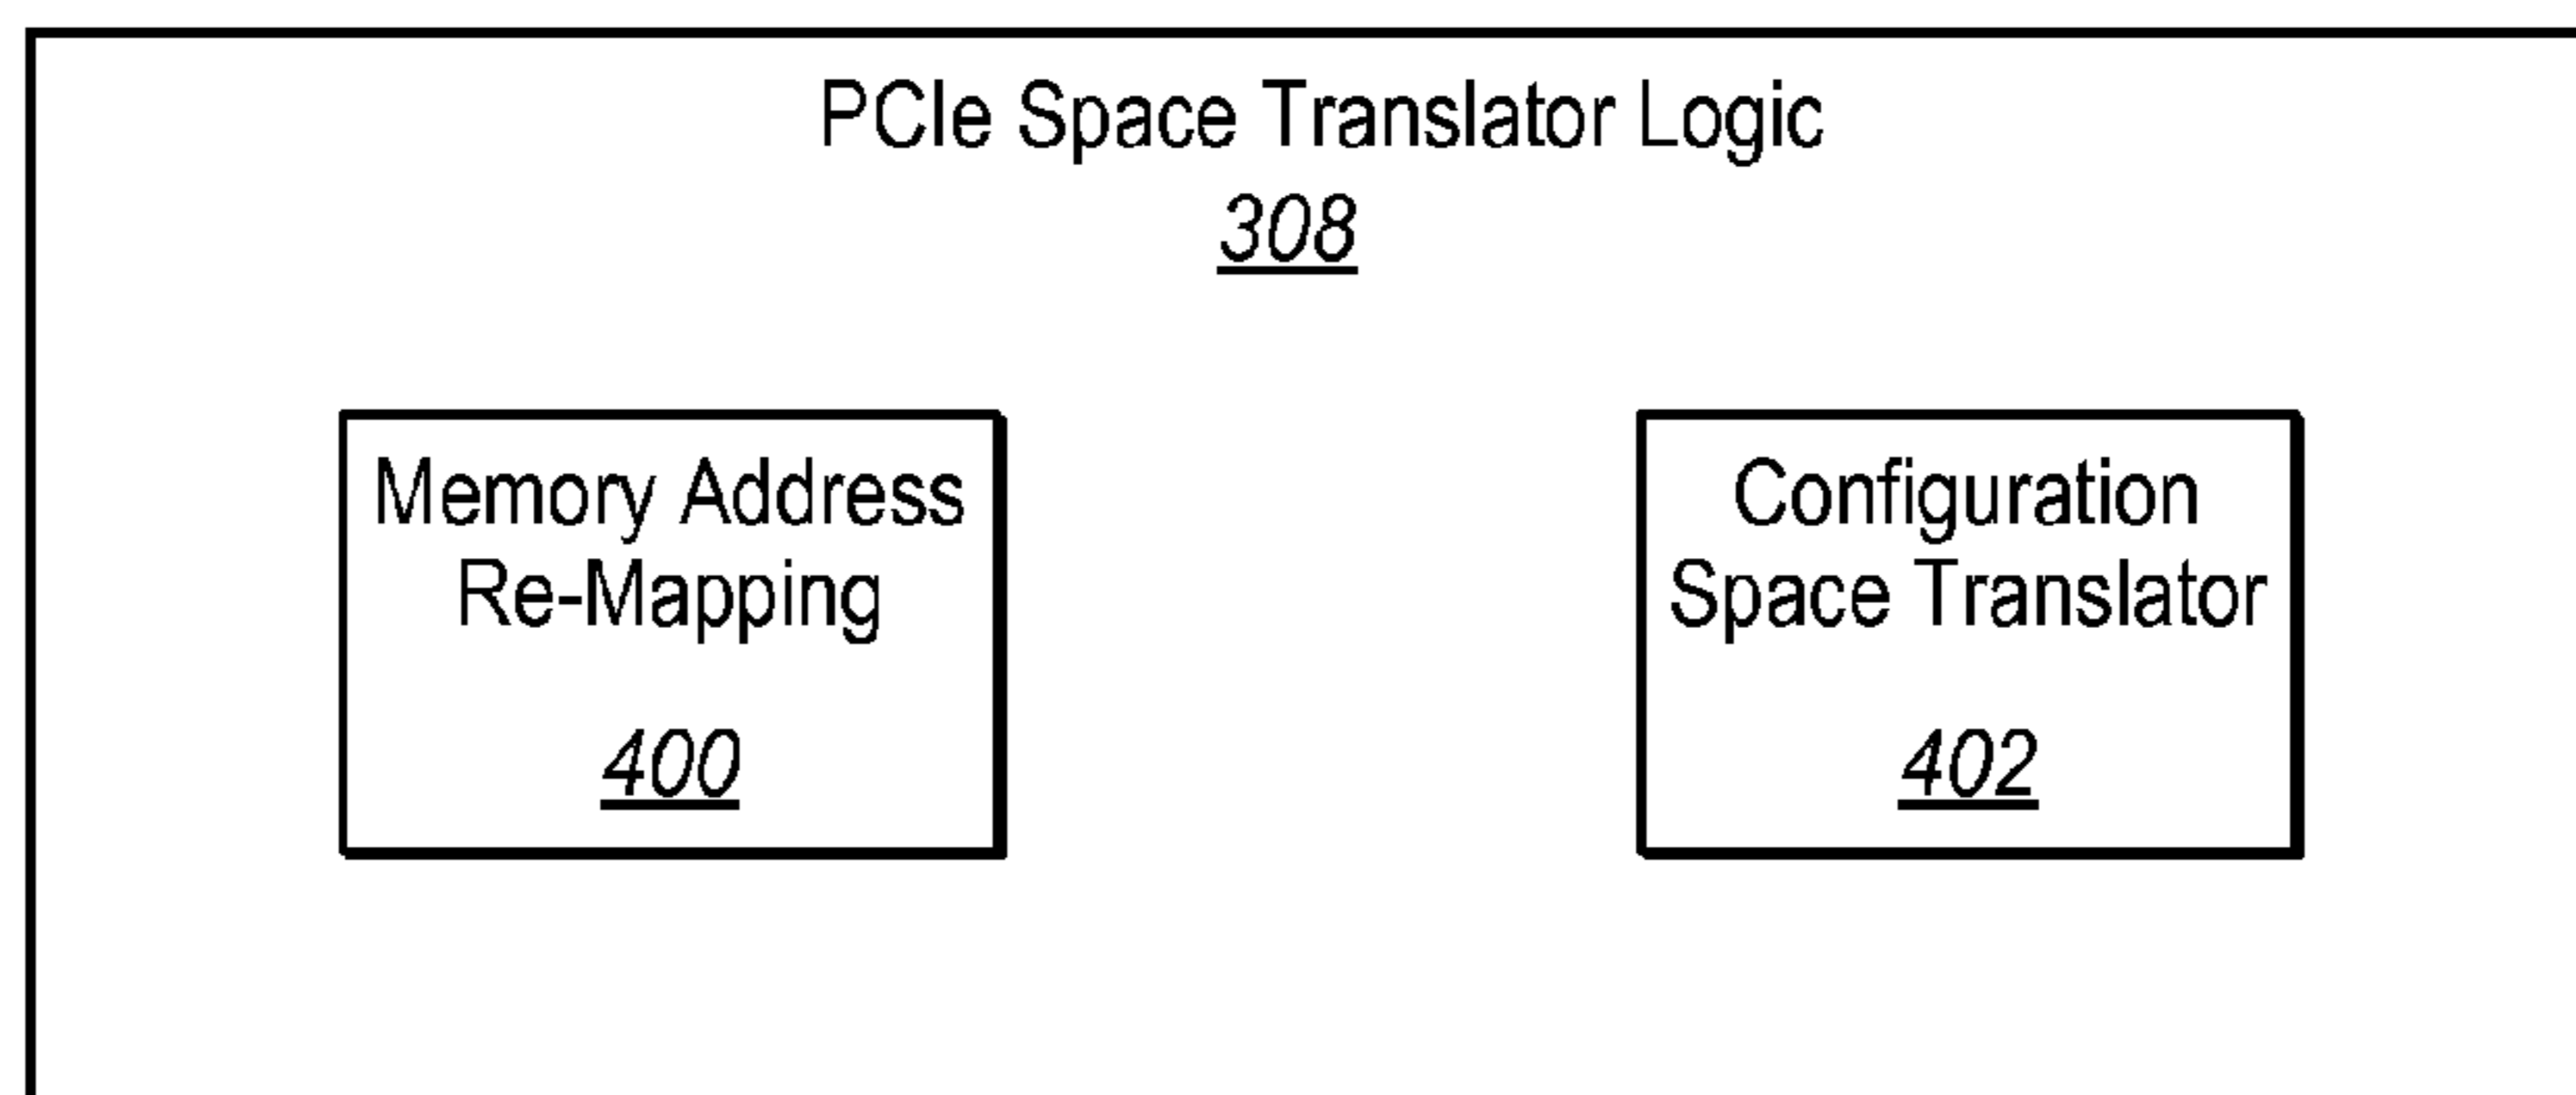 PCIe Space Translator Logic
308
Memory Address
Re-Mapping
400
Configuration
Space Translator
402